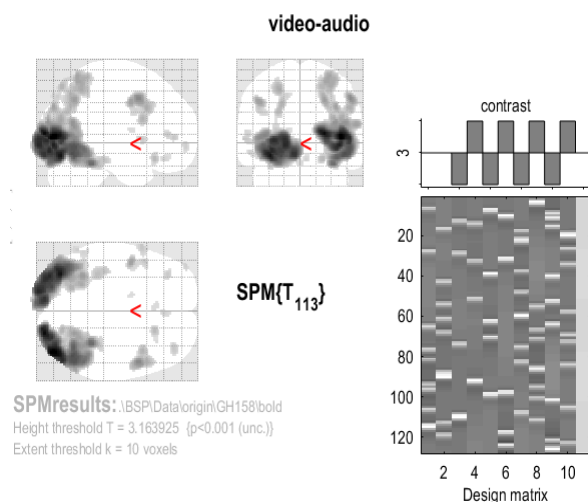 video-audio
contrast
3
<
<
<
SPM{T113}
20
40
60
80
100
120
2 4 6 8 10
Design matrix
SPMresults: .\BSP\Data\origin\GH158\bold
Height threshold T = 3.163925 {p<0.001 (unc.)}
Extent threshold k = 10 voxels